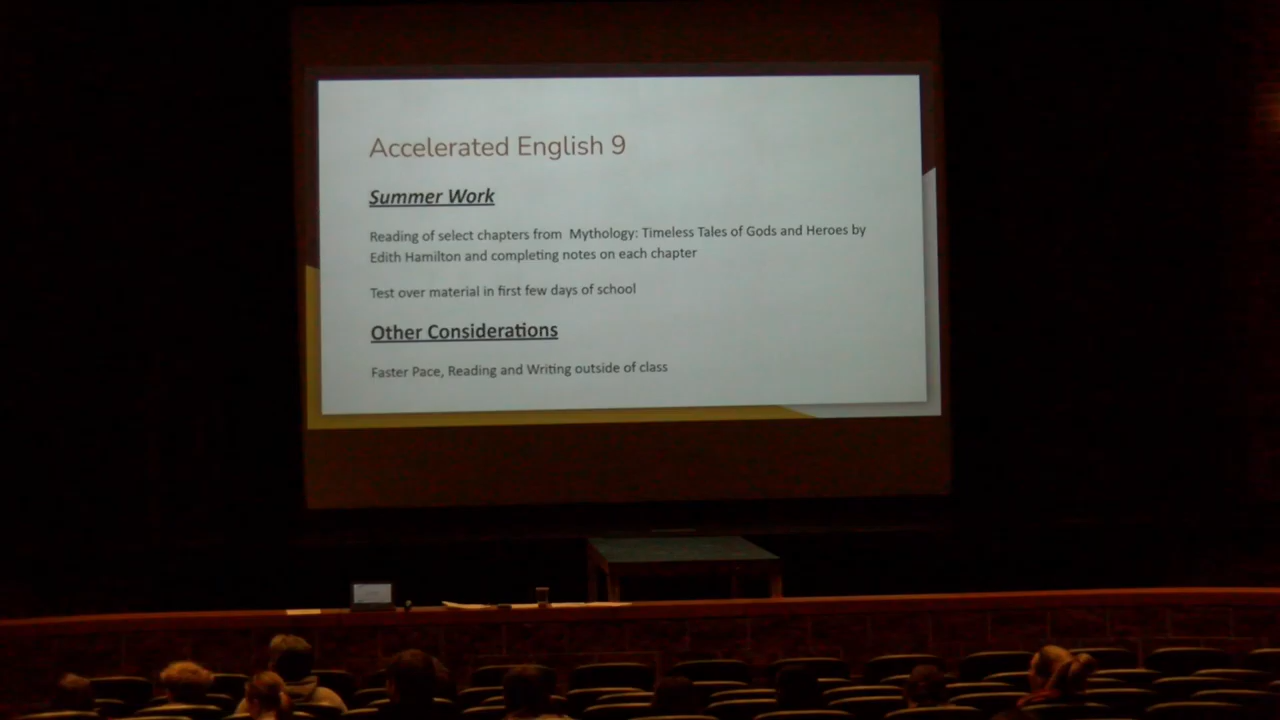 Accelerated English 9
Summer Work
Reading of select chapters from Mythology: Timeless Tales of Gods and Heroes by
Edith Hamilton and completing notes on each chapter
Test over material in first few days of school
Other Considerations
Faster Pace, Reading and Writing outside of class